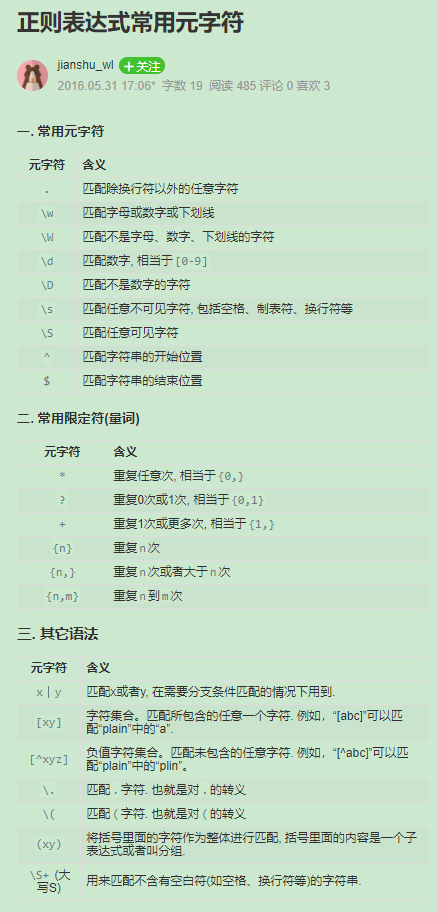 正则表达式常用元字符
jianshu_wl +关注
2016.05.31 17:06* 字数 19 阅读 485 评论 0 喜欢 3
一. 常用元字符
元字符 含义
. 匹配除换行符以外的任意字符
\w 匹配字母或数字或下划线
\W 匹配不是字母、数字、下划线的字符
\d 匹配数字, 相当于 [0-9]
\D 匹配不是数字的字符
\s 匹配任意不可见字符, 包括空格、制表符、换行符等
\S 匹配任意可见字符
^ 匹配字符串的开始位置
$ 匹配字符串的结束位置
二. 常用限定符(量词)
元字符 含义
* 重复任意次, 相当于 {0,}
? 重复0次或1次, 相当于 {0,1}
+ 重复1次或更多次, 相当于 {1,}
{n} 重复 n 次
{n,} 重复 n 次或者大于 n 次
{n,m} 重复 n 到 m 次
三. 其它语法
元字符 含义
x|y 匹配x或者y, 在需要分支条件匹配的情况下用到.
[xy] 字符集合。匹配所包含的任意一个字符. 例如，“[abc]”可以匹
配“plain”中的“a”.
[^xyz] 负值字符集合。匹配未包含的任意字符. 例如，“[^abc]”可以匹
配“plain”中的“plin”。
\. 匹配 . 字符. 也就是对 . 的转义
\( 匹配 ( 字符. 也就是对 ( 的转义
(xy) 将括号里面的字符作为整体进行匹配, 括号里面的内容是一个子
表达式或者叫分组.
\S+ (大
写S) 用来匹配不含有空白符(如空格、换行符等)的字符串.